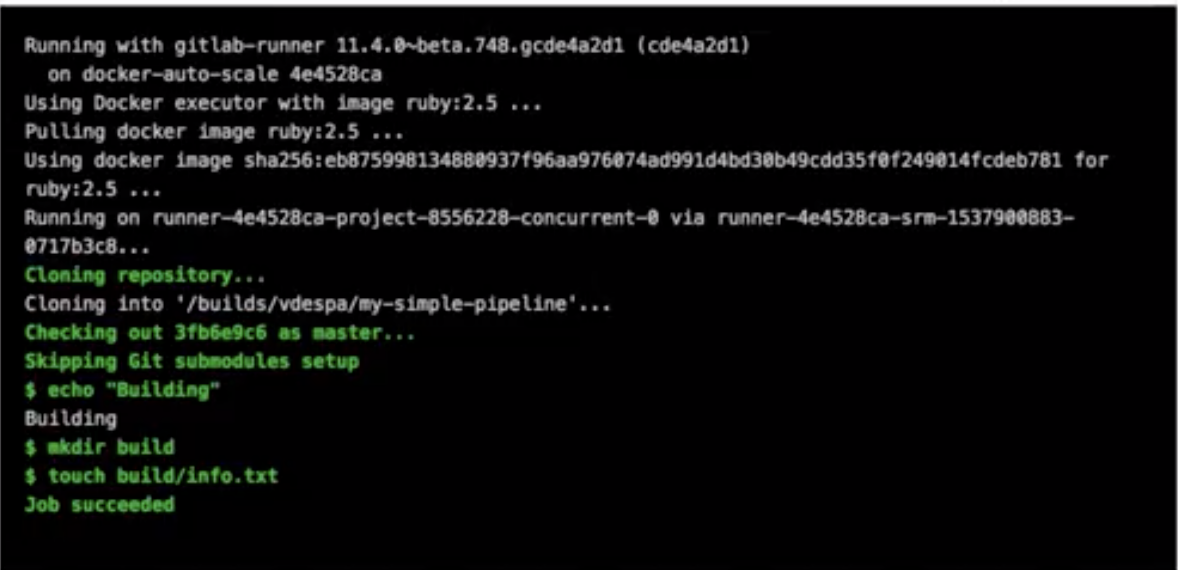 Running with gitlab-runner 11.4.0~beta.748.gcde4a2d1 (cde4a2d1)
on docker-auto-scale 4e4528ca
Using Docker executor with image ruby:2.5 ...
Pulling docker image ruby:2.5 ...
Using docker image sha256:eb875998134880937f96aa976074ad991d4bd30b49cdd35f0f249014fcdeb781 for
ruby:2.5 ...
Running on runner-4e4528ca-project-8556228-concurrent-0 via runner-4e4528ca-srm-1537900883-
0717b3c8...
Cloning repository...
Cloning into '/builds/vdespa/my-simple-pipeline'...
Checking out 3fb6e9c6 as master...
Skipping Git submodules setup
$ echo "Building"
Building
$ mkdir build
$ touch build/info.txt
Job succeeded